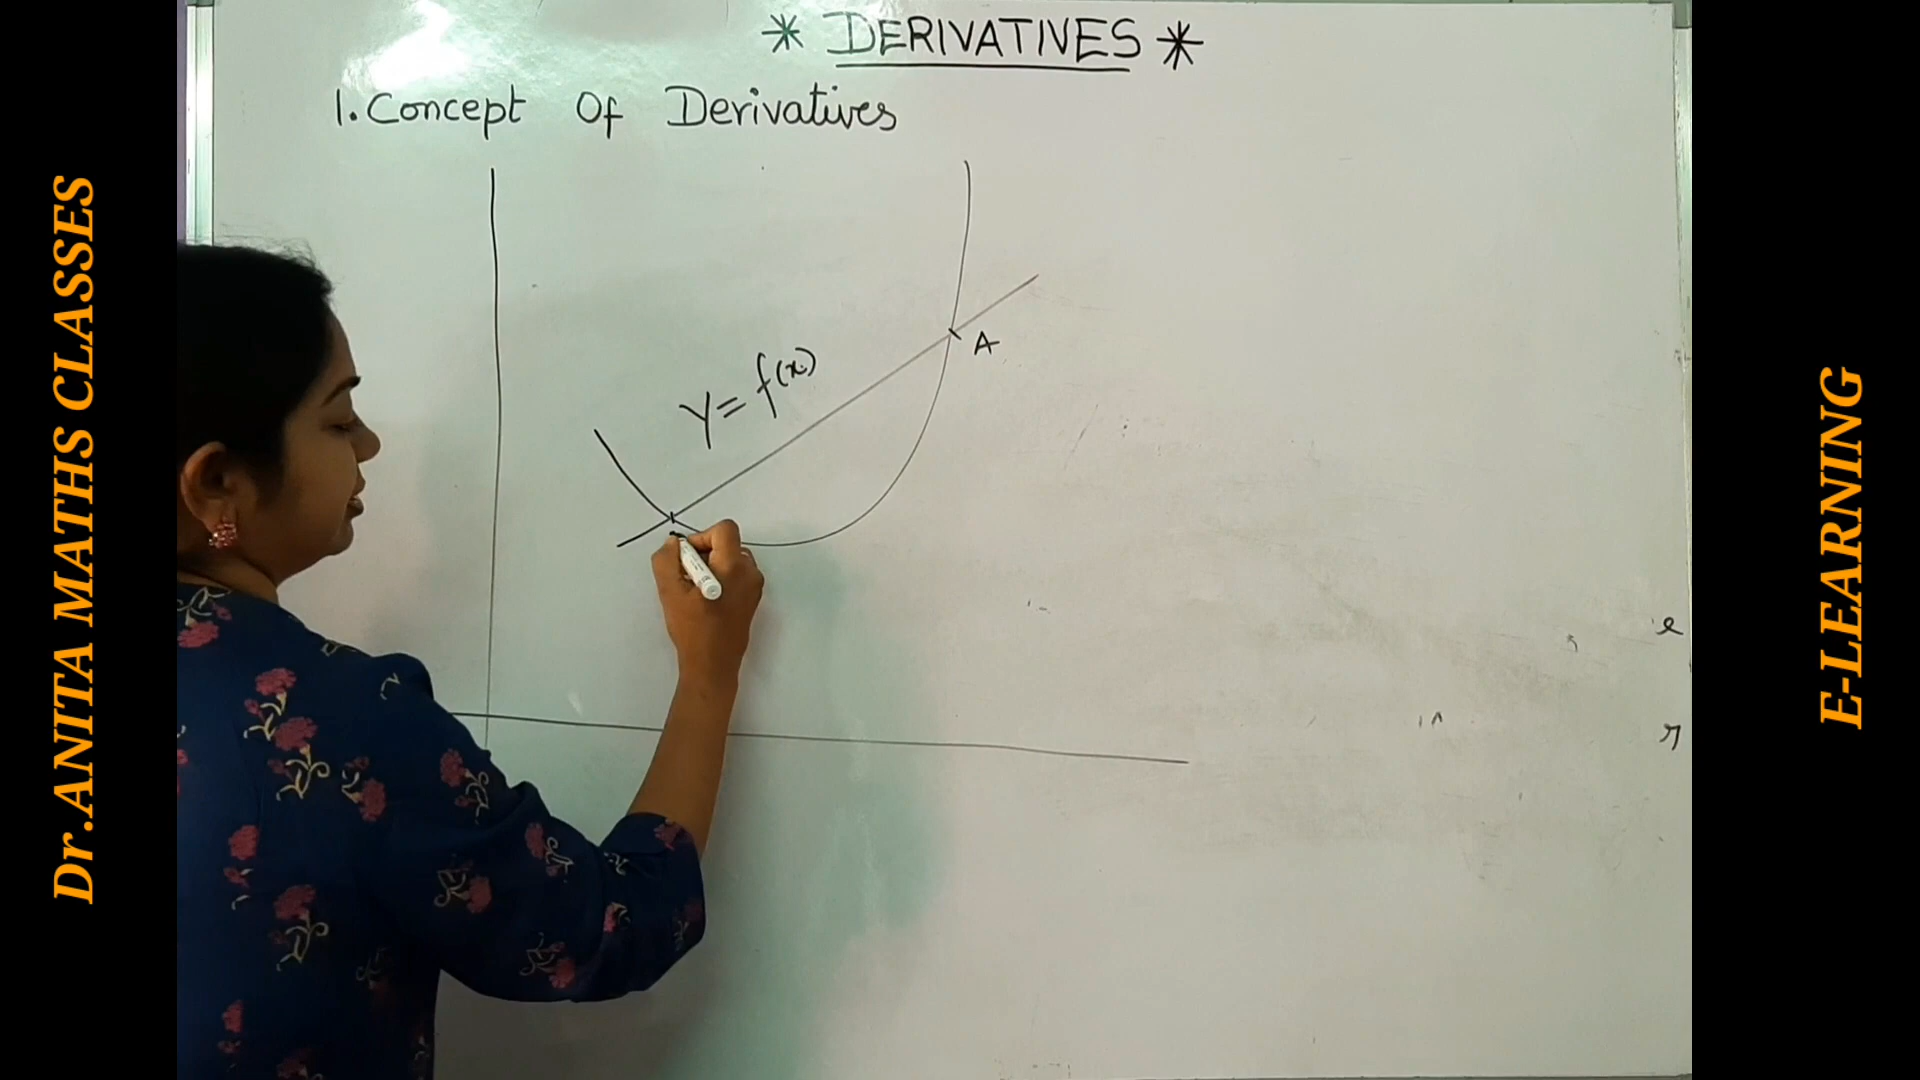 * DERIVATIVES *
1. Concept Of Derivatives
Y = f(x)
A
Dr.ANITA MATHS CLASSES
E-LEARNING